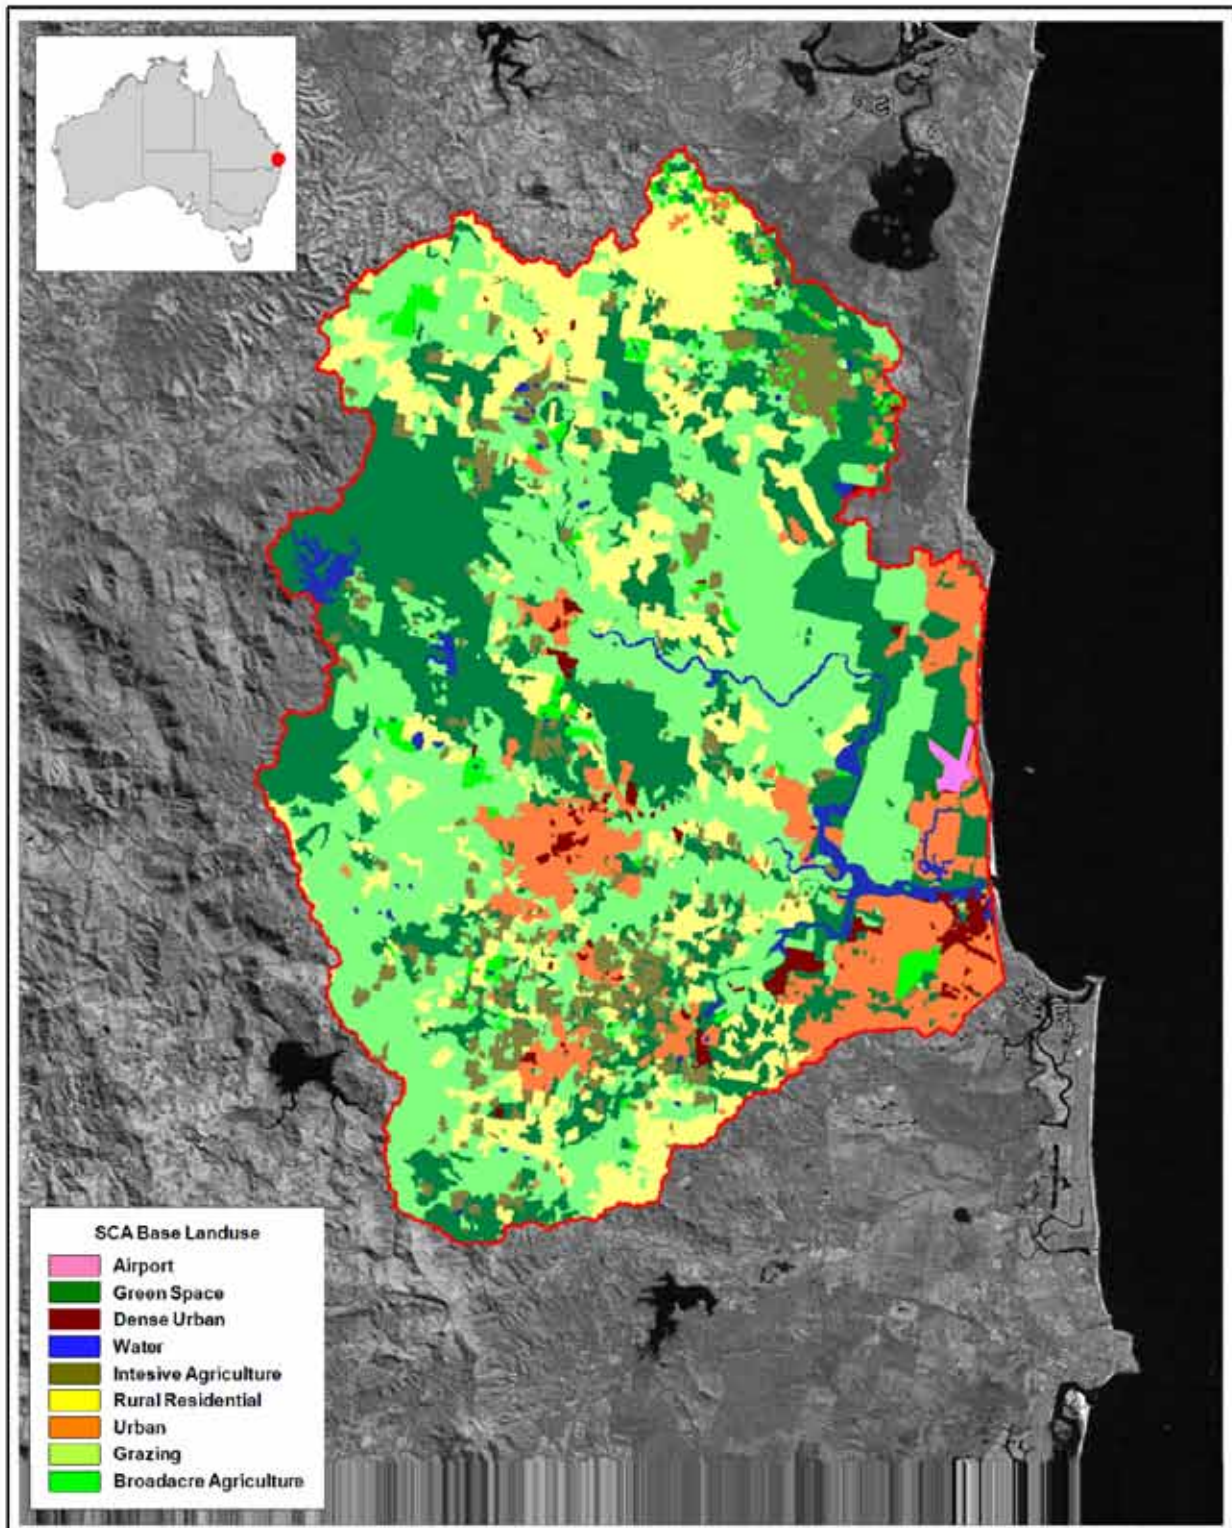 SCA Base Landuse
Airport
Green Space
Dense Urban
Water
Intesive Agriculture
Rural Residential
Urban
Grazing
Broadacre Agriculture